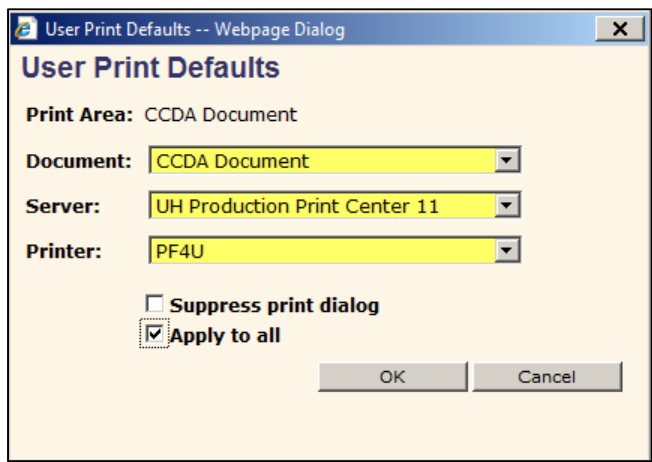 User Print Defaults -- Webpage Dialog
User Print Defaults
Print Area: CCDA Document
Document: CCDA Document
Server: UH Production Print Center 11
Printer: PF4U
Suppress print dialog
Apply to all
OK Cancel